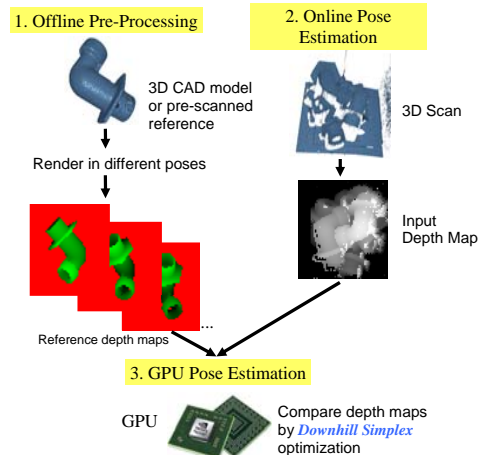 1. Offline Pre-Processing
2. Online Pose
Estimation
3D CAD model
or pre-scanned
reference
3D Scan
Render in different poses
Input
Depth Map
...
Reference depth maps
3. GPU Pose Estimation
GPU
Compare depth maps
by Downhill Simplex
optimization